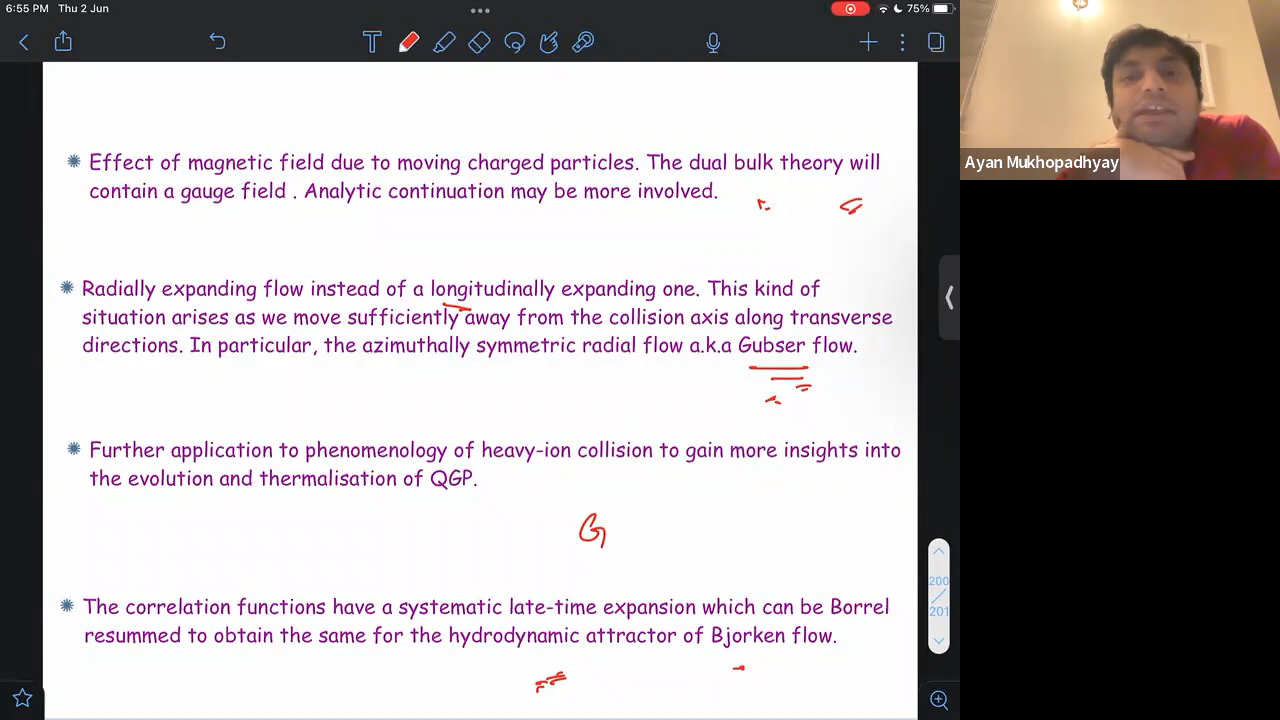 6:55 PM Thu 2 Jun
75%
Ayan Mukhopadhyay
Effect of magnetic field due to moving charged particles. The dual bulk theory will
contain a gauge field . Analytic continuation may be more involved.
Radially expanding flow instead of a longitudinally expanding one. This kind of
situation arises as we move sufficiently away from the collision axis along transverse
directions. In particular, the azimuthally symmetric radial flow a.k.a Gubser flow.
Further application to phenomenology of heavy-ion collision to gain more insights into
the evolution and thermalisation of QGP.
G
The correlation functions have a systematic late-time expansion which can be Borrel
resummed to obtain the same for the hydrodynamic attractor of Bjorken flow.
200
201